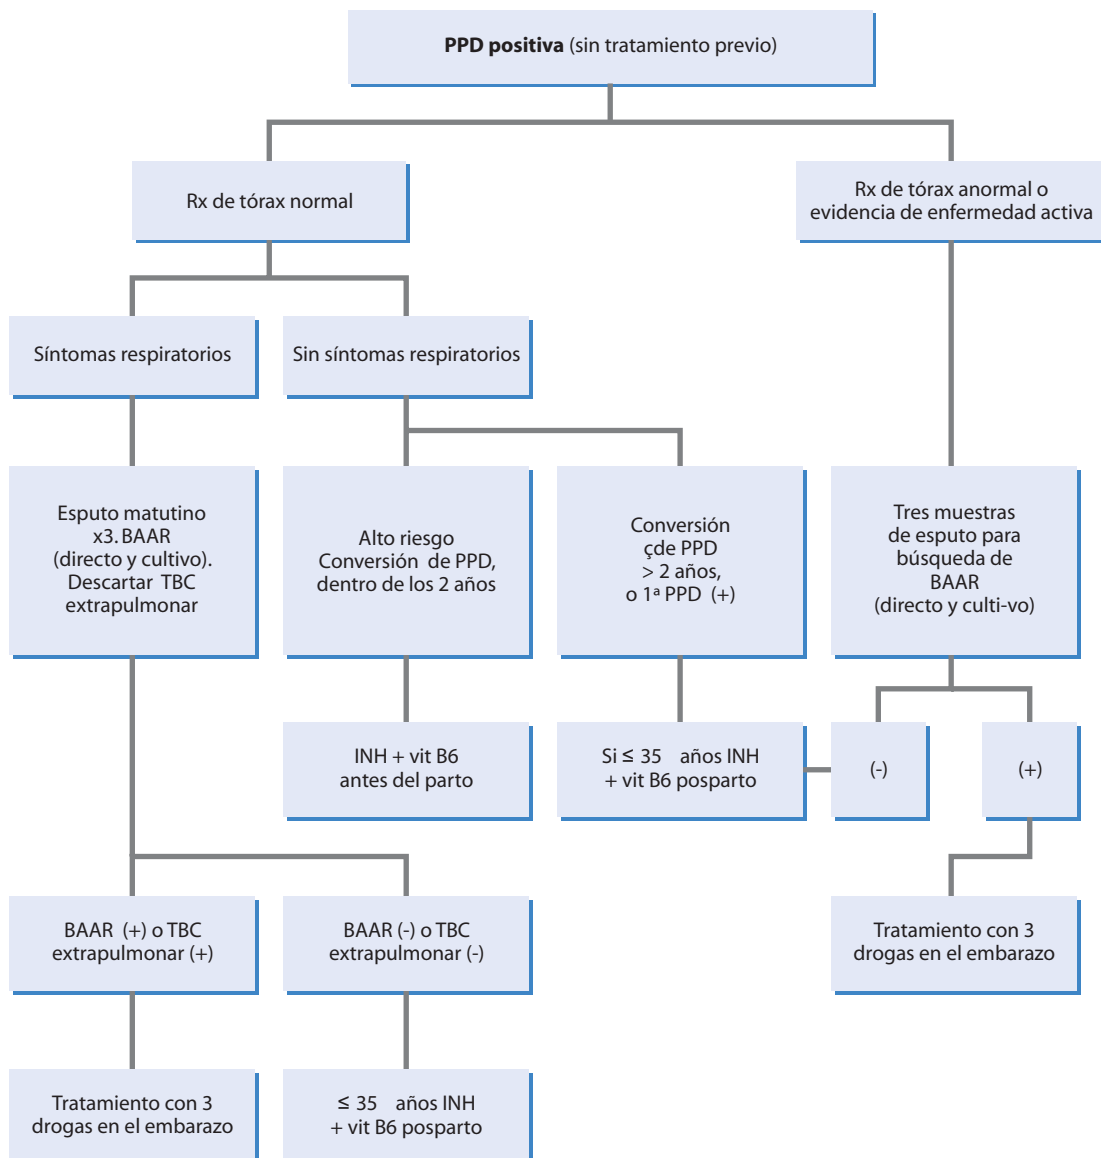 PPD positiva (sin tratamiento previo)
Rx de tórax normal
Rx de tórax anormal o
evidencia de enfermedad activa
Síntomas respiratorios
Sin síntomas respiratorios
Esputo matutino
x3. BAAR
(directo y cultivo).
Descartar TBC
extrapulmonar
Alto riesgo
Conversión de PPD,
dentro de los 2 años
Conversión
çde PPD
> 2 años,
o 1ª PPD (+)
Tres muestras
de esputo para
búsqueda de
BAAR
(directo y culti-vo)
INH + vit B6
antes del parto
Si ≤ 35 años INH
+ vit B6 posparto
(-)
(+)
BAAR (+) o TBC
extrapulmonar (+)
BAAR (-) o TBC
extrapulmonar (-)
Tratamiento con 3
drogas en el embarazo
Tratamiento con 3
drogas en el embarazo
≤ 35 años INH
+ vit B6 posparto